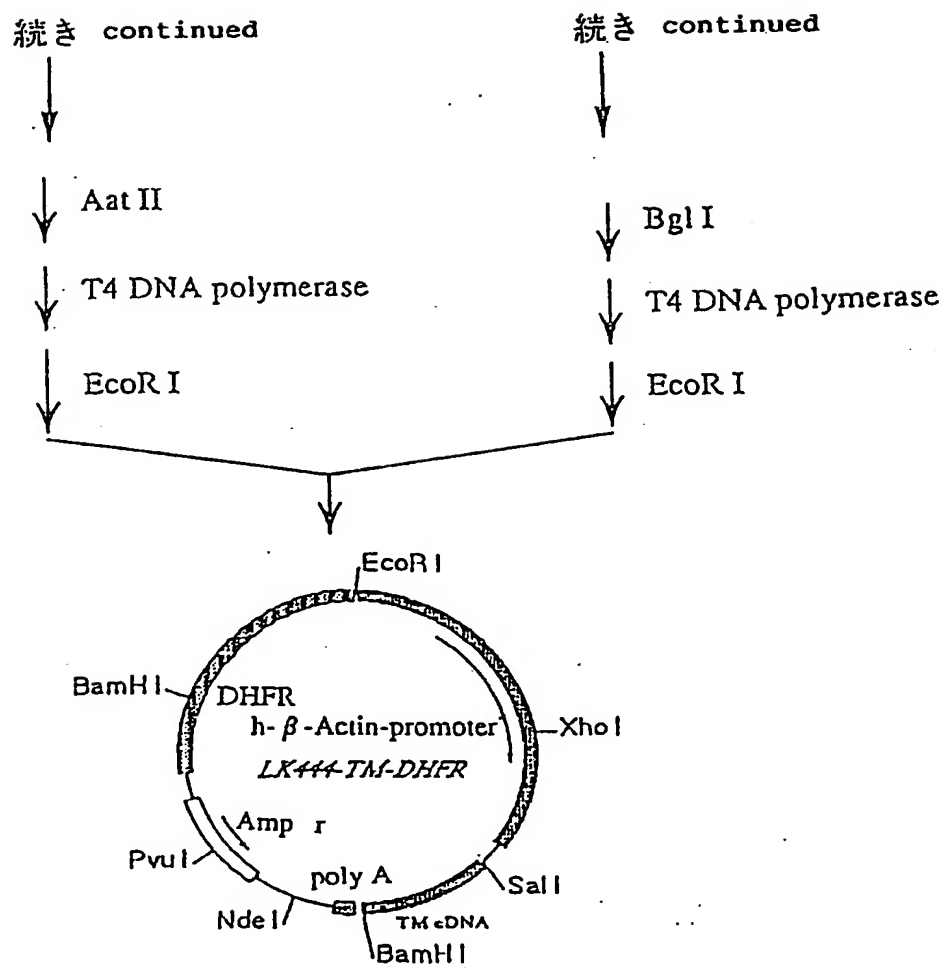 続き continued
続き continued
Aat II
T4 DNA polymerase
EcoR I
Bgl I
T4 DNA polymerase
EcoR I
EcoR I
BamH I
DHFR
h-β-Actin-promoter
Xho I
LK444-TM-DHFR
Amp r
Pvu I
poly A
Sal I
Nde I
TM cDNA
BamH I